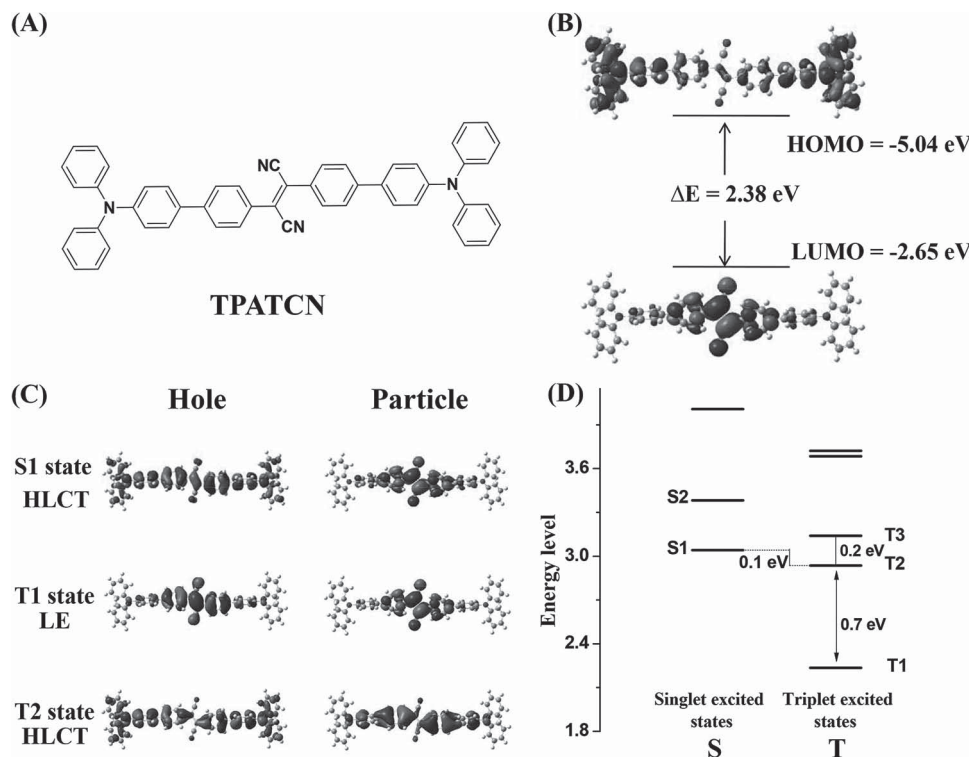 (A)
NC
N
N
CN
TPATCN
(B)
HOMO = -5.04 eV
ΔE = 2.38 eV
LUMO = -2.65 eV
(C)
Hole
Particle
S1 state
HLCT
T1 state
LE
T2 state
HLCT
(D)
Energy level
3.6
3.0
2.4
1.8
S2
S1
0.1 eV
T3
0.2 eV
T2
0.7 eV
T1
Singlet excited
states
S
Triplet excited
states
T